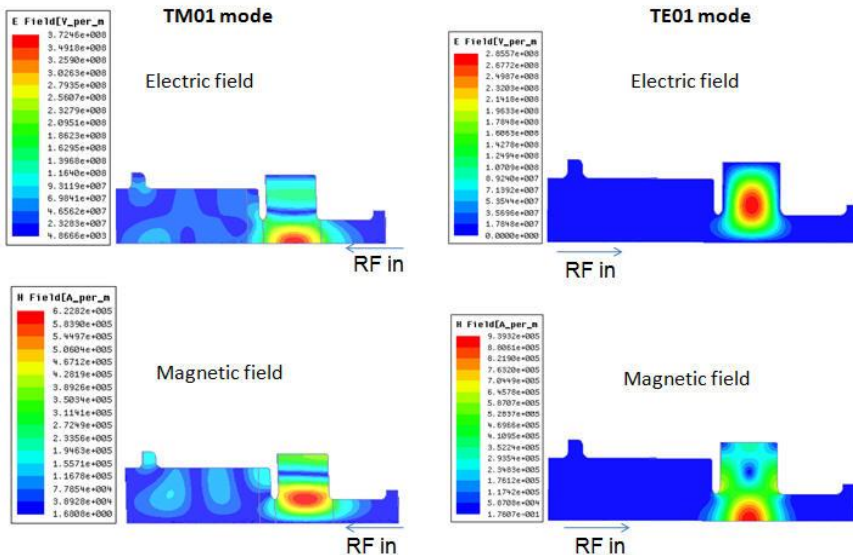 TM01 mode
E Field[V_per_m
3.7246e+008
3.4918e+008
3.2590e+008
3.0263e+008
2.7935e+008
2.5607e+008
2.3279e+008
2.0951e+008
1.8623e+008
1.6295e+008
1.3968e+008
1.1640e+008
9.3119e+007
6.9841e+007
4.6562e+007
2.3283e+007
4.8666e+003
Electric field
RF in
TE01 mode
E Field[V_per_m
2.8557e+008
2.6772e+008
2.4987e+008
2.3203e+008
2.1418e+008
1.9633e+008
1.7848e+008
1.6063e+008
1.4278e+008
1.2494e+008
1.0709e+008
8.9240e+007
7.1392e+007
5.3544e+007
3.5696e+007
1.7848e+007
0.0000e+000
Electric field
RF in
H Field[A_per_m
6.2282e+005
5.8390e+005
5.4497e+005
5.0604e+005
4.6712e+005
4.2819e+005
3.8926e+005
3.5034e+005
3.1141e+005
2.7249e+005
2.3356e+005
1.9463e+005
1.5571e+005
1.1678e+005
7.7854e+004
3.8928e+004
1.6808e+000
Magnetic field
RF in
H Field[A_per_m
9.3932e+005
8.8061e+005
8.2190e+005
7.6320e+005
7.0449e+005
6.4578e+005
5.8707e+005
5.2837e+005
4.6966e+005
4.1095e+005
3.5224e+005
2.9354e+005
2.3483e+005
1.7612e+005
1.1742e+005
5.8708e+004
1.7607e-001
Magnetic field
RF in